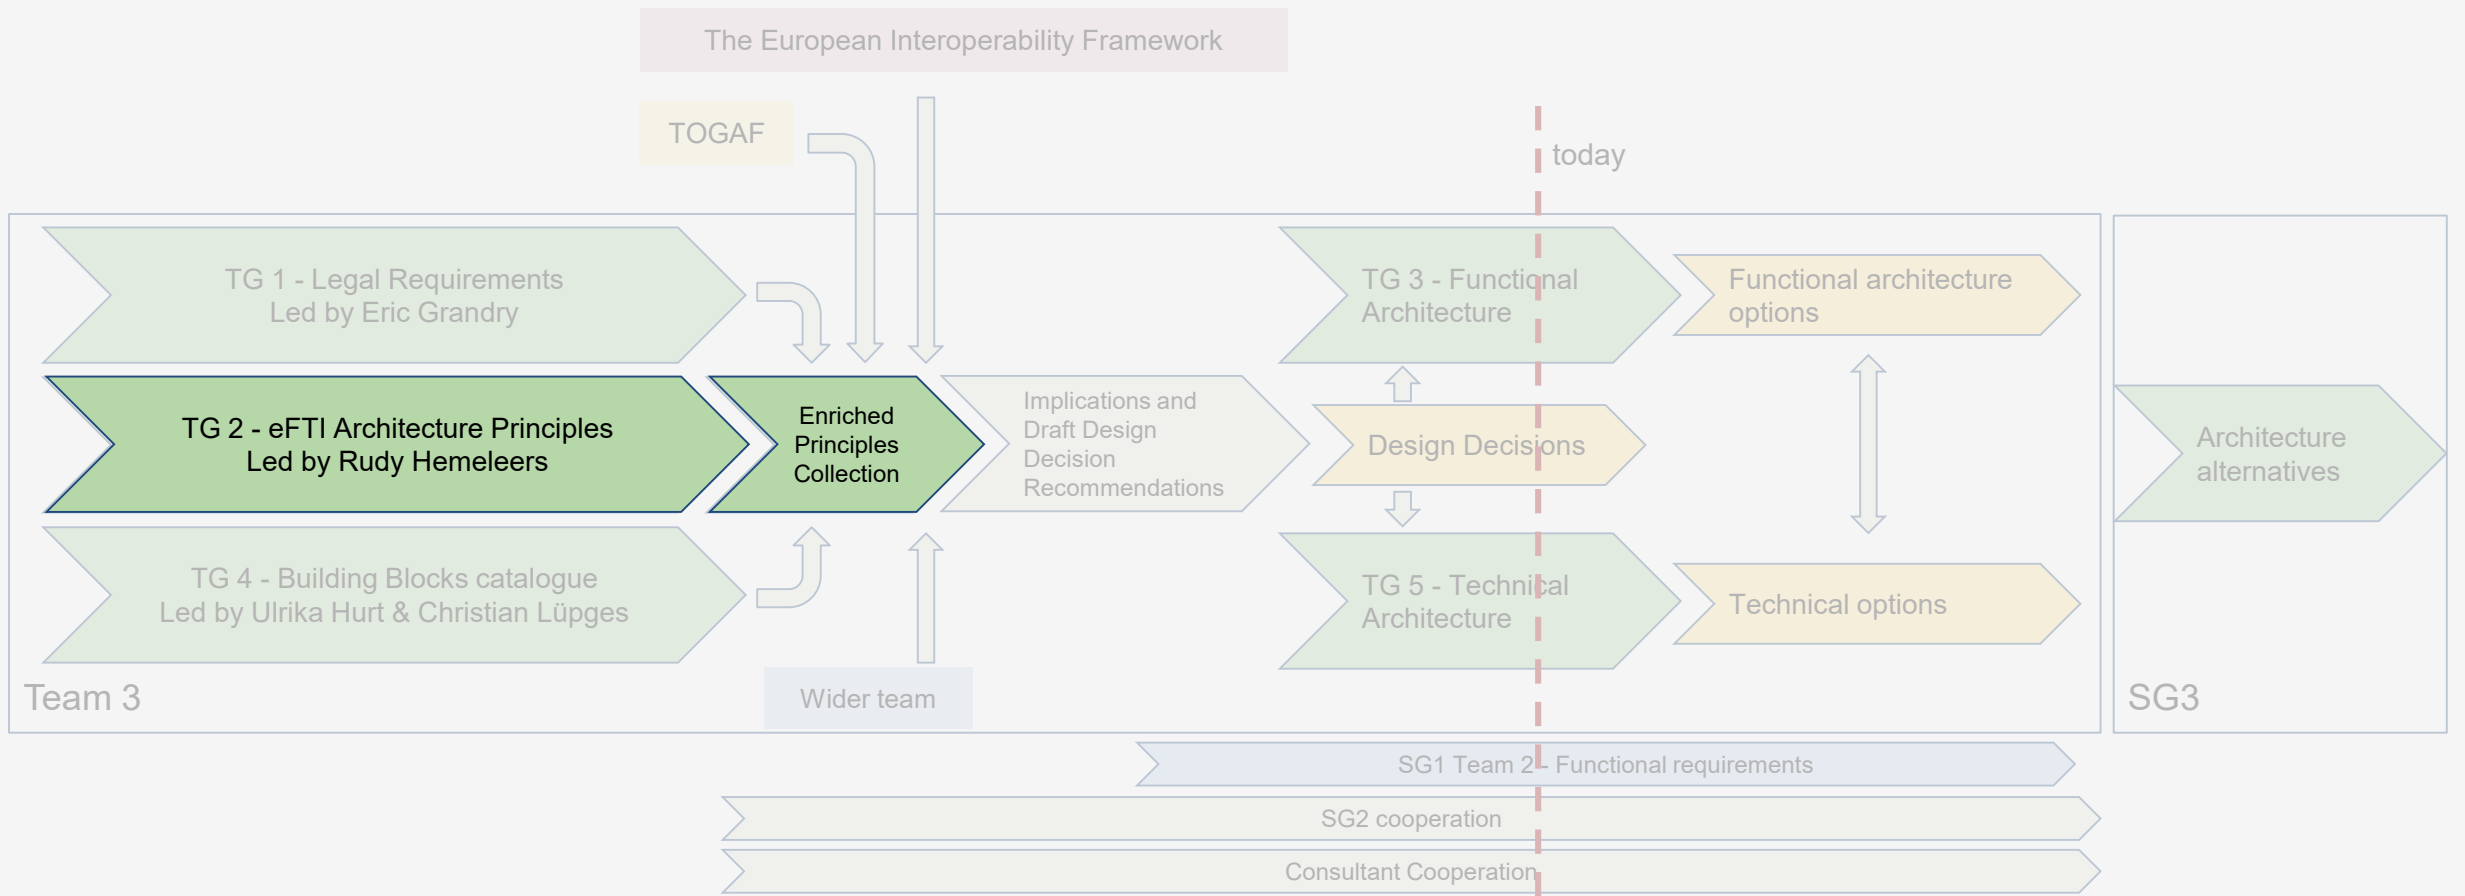 The European Interoperability Framework
TOGAF
today
TG 1 - Legal Requirements
Led by Eric Grandry
TG 2 - eFTI Architecture Principles
Led by Rudy Hemeleers
TG 4 - Building Blocks catalogue
Led by Ulrika Hurt & Christian Lüpges
Enriched
Principles
Collection
Implications and
Draft Design
Decision
Recommendations
TG 3 - Functional
Architecture
Design Decisions
TG 5 - Technical
Architecture
Functional architecture
options
Technical options
Architecture
alternatives
Team 3
Wider team
SG3
SG1 Team 2 - Functional requirements
SG2 cooperation
Consultant Cooperation